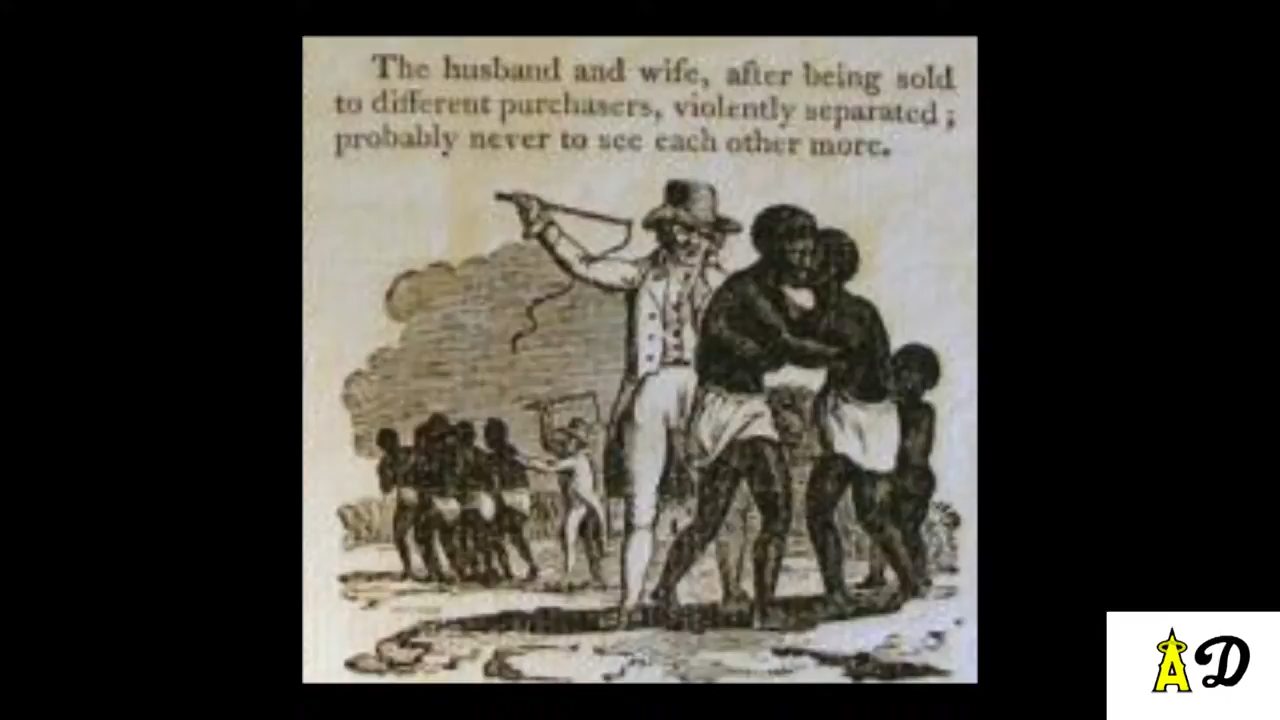 The husband and wife, after being sold
to different purchasers, violently separated;
probably never to see each other more.
A D